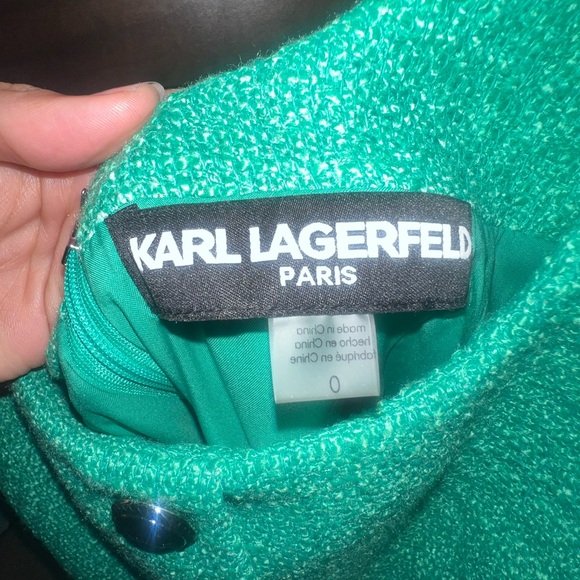 KARL LAGERFELD
PARIS
made in China
hecho en China
fabriqué en Chine
0